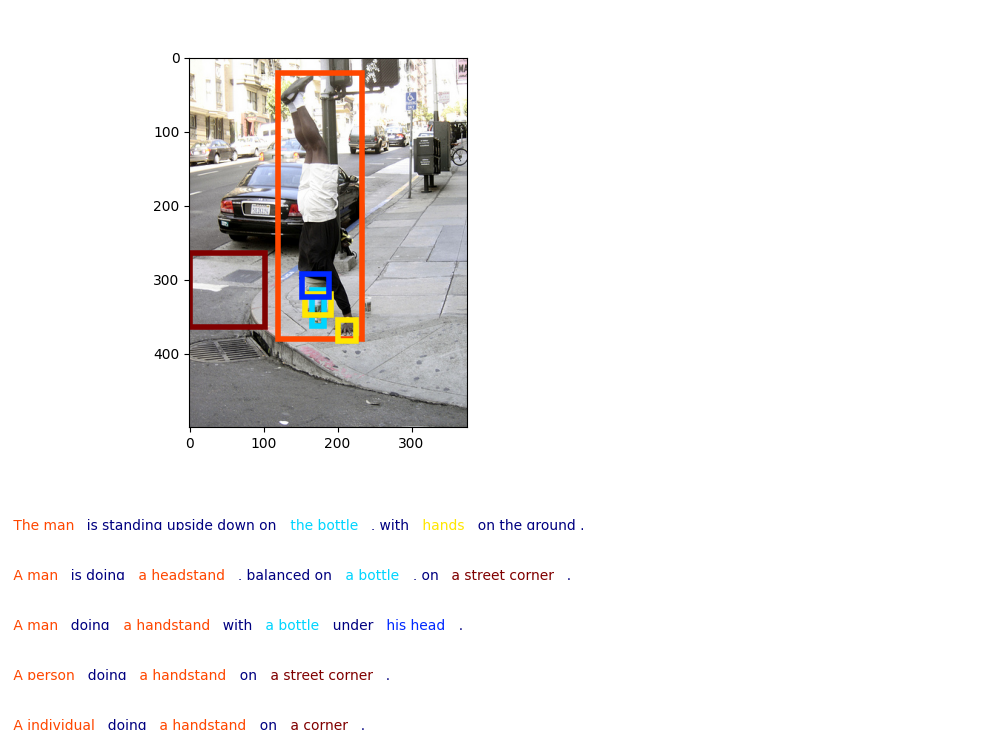 0
100
200
300
400
0 100 200 300
MA
The man is standing upside down on the bottle , with hands on the ground .
A man is doing a headstand , balanced on a bottle , on a street corner .
A man doing a handstand with a bottle under his head .
A person doing a handstand on a street corner .
A individual doing a handstand on a corner .